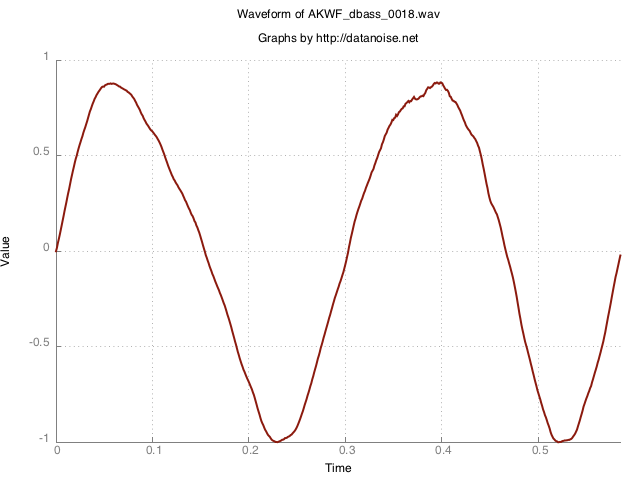 Waveform of AKWF_dbass_0018.wav
Graphs by http://datanoise.net
1
0.5
0
-0.5
-1
Value
0 0.1 0.2 0.3 0.4 0.5
Time